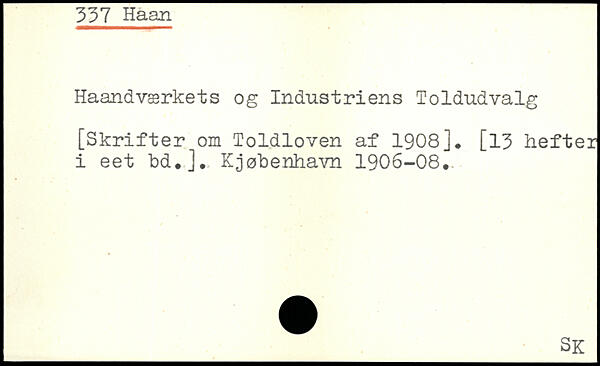 337 Haan
Haandværkets og Industriens Toldudvalg
[Skrifter om Toldloven af 1908]. [13 hefter
i eet bd.]. Kjøbenhavn 1906-08.
SK